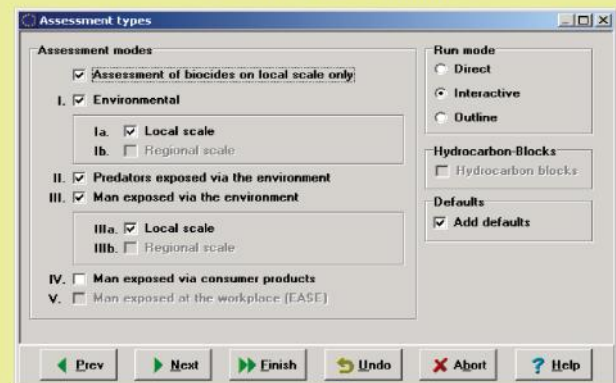 Assessment types
Assessment modes
Assessment of biocides on local scale only
I. Environmental
Ia. Local scale
Ib. Regional scale
II. Predators exposed via the environment
III. Man exposed via the environment
IIIa. Local scale
IIIb. Regional scale
IV. Man exposed via consumer products
V. Man exposed at the workplace (EASE)
Run mode
Direct
Interactive
Outline
Hydrocarbon-Blocks
Hydrocarbon blocks
Defaults
Add defaults
Prev Next Finish Undo Abort Help